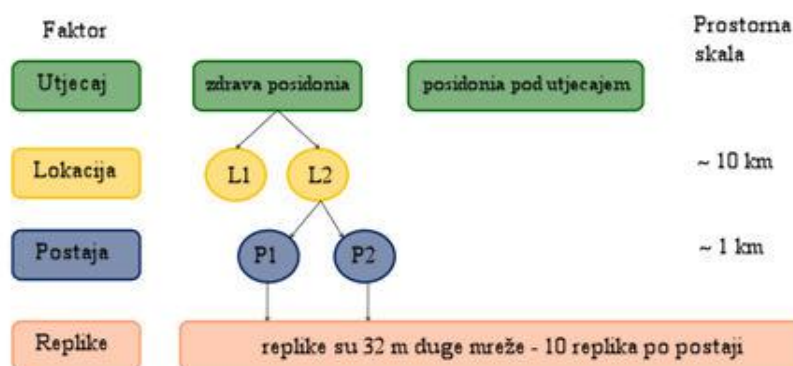 Faktor
Prostorna
skala
Utjecaj
zdrava posidonia
posidonia pod utjecajem
Lokacija
L1
L2
~ 10 km
Postaja
P1
P2
~ 1 km
Replike
replike su 32 m duge mreže - 10 replika po postaji